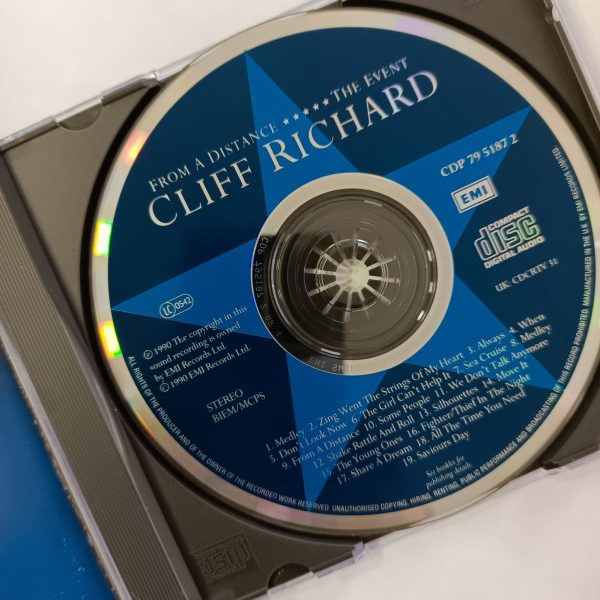 FROM A DISTANCE ★★★★★ THE EVENT
CLIFF RICHARD
CDP 79 5187 2
EMI
COMPACT
disc
DIGITAL AUDIO
UK: CDCRTV 31
LC 0542
℗ 1990 The copyright in this
sound recording is owned
by EMI Records Ltd.
© 1990 EMI Records Ltd.
STEREO
BIEM/MCPS
1. Medley 2. Zing Went The Strings Of My Heart 3. Always 4. When
5. Don't Look Now 6. The Girl Can't Help It 7. Sea Cruise 8. Medley
9. From A Distance 10. Some People 11. We Don't Talk Anymore
12. Shake Rattle And Roll 13. Silhouettes 14. Move It
15. The Young Ones 16. Fighter/Thief In The Night
17. Share A Dream 18. All The Time You Need
19. Saviours Day
See booklet for
publishing details.
ALL RIGHTS OF THE PRODUCER AND OF THE OWNER OF THE RECORDED WORK RESERVED. UNAUTHORISED COPYING, HIRING, RENTING, PUBLIC PERFORMANCE AND BROADCASTING OF THIS RECORD PROHIBITED. MANUFACTURED IN THE U.K. BY EMI RECORDS LIMITED.